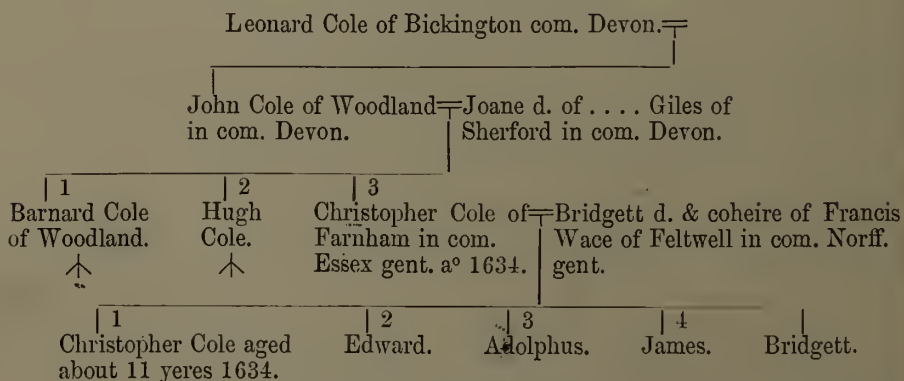 Leonard Cole of Bickington com. Devon.
John Cole of Woodland in com. Devon.
Joane d. of .... Giles of Sherford in com. Devon.
1
Barnard Cole
of Woodland.
2
Hugh
Cole.
3
Christopher Cole of
Farnham in com.
Essex gent. aº 1634.
Bridgett d. & coheire of Francis
Wace of Feltwell in com. Norff.
gent.
1
Christopher Cole aged
about 11 yeres 1634.
2
Edward.
3
Adolphus.
4
James.
Bridgett.